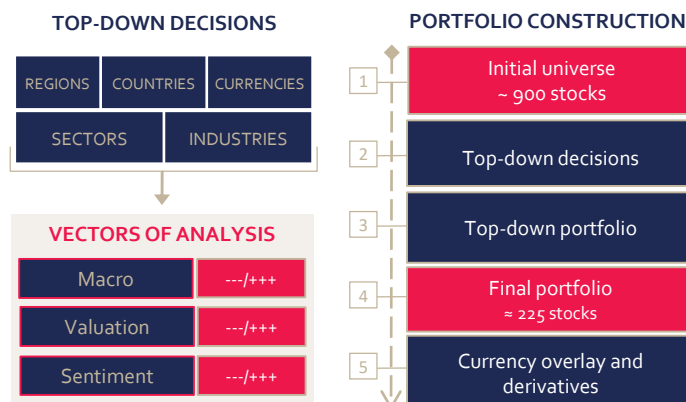 TOP-DOWN DECISIONS
REGIONS
COUNTRIES
CURRENCIES
SECTORS
INDUSTRIES
VECTORS OF ANALYSIS
Macro
---/+++
Valuation
---/+++
Sentiment
---/+++
PORTFOLIO CONSTRUCTION
1
Initial universe
~ 900 stocks
2
Top-down decisions
3
Top-down portfolio
4
Final portfolio
≈ 225 stocks
5
Currency overlay and
derivatives